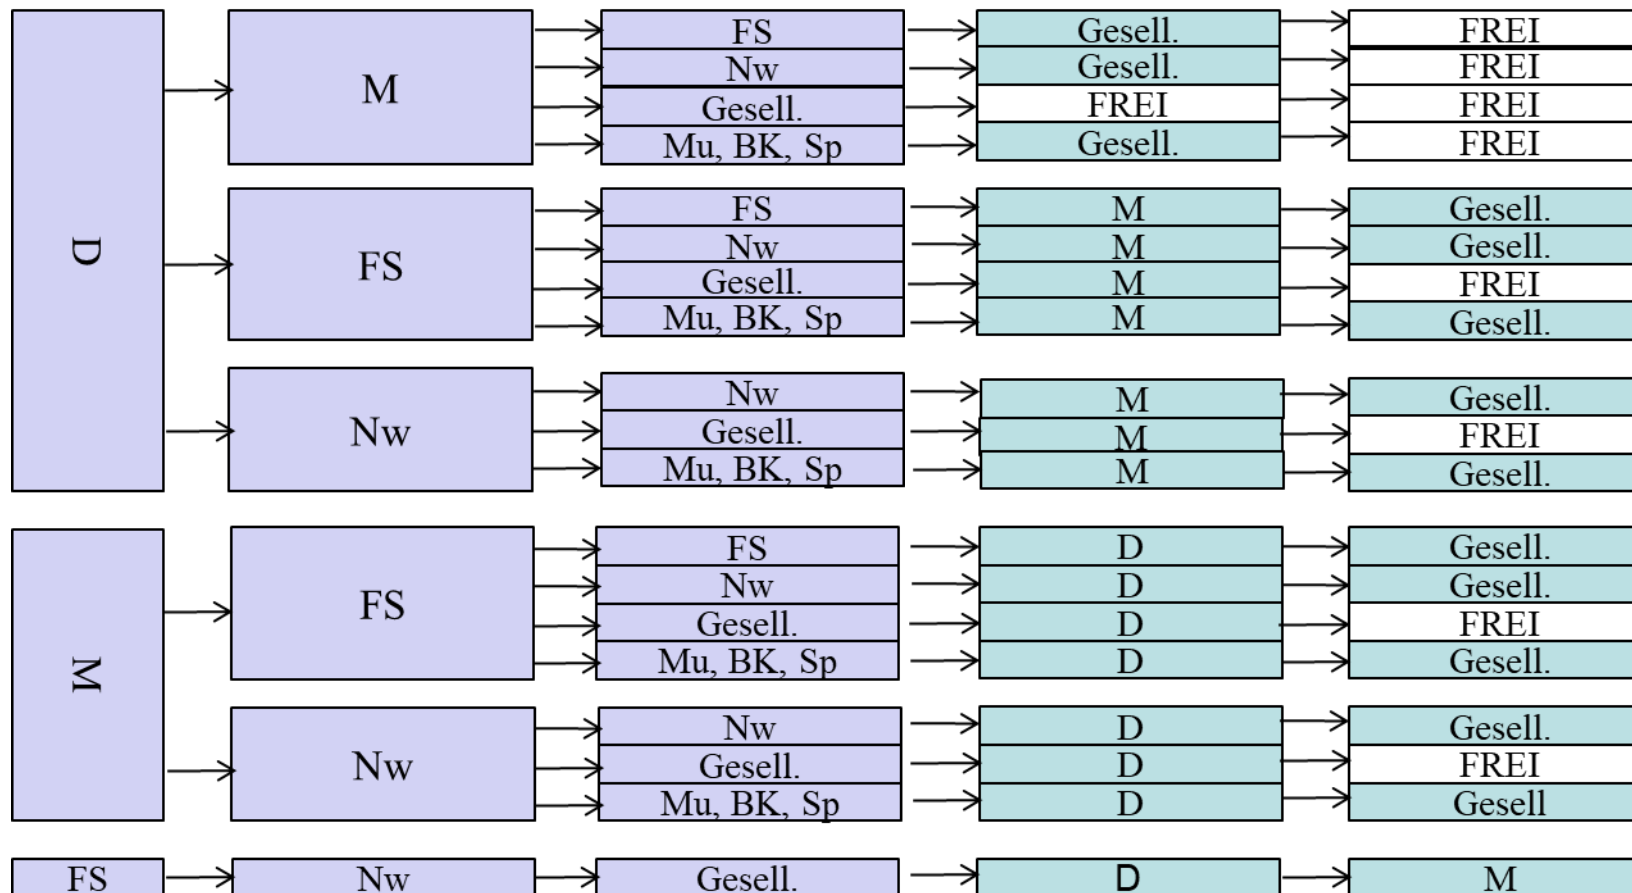 FS Gesell. FREI
Nw Gesell. FREI
M
Gesell. FREI FREI
Mu, BK, Sp Gesell. FREI
D
FS M Gesell.
Nw M Gesell.
FS
Gesell. M FREI
Mu, BK, Sp M Gesell.
Nw M Gesell.
Nw Gesell. M FREI
Mu, BK, Sp M Gesell.
M
FS D Gesell.
Nw D Gesell.
FS
Gesell. D FREI
Mu, BK, Sp D Gesell.
Nw D Gesell.
Nw Gesell. D FREI
Mu, BK, Sp D Gesell
FS Nw Gesell. D M